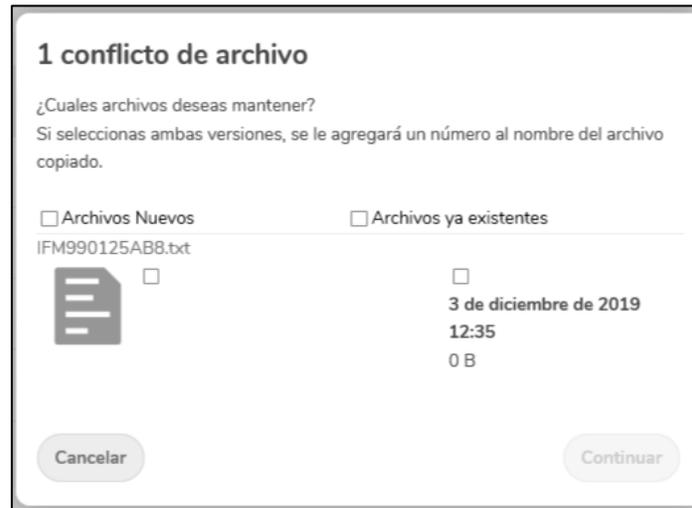 1 conflicto de archivo
¿Cuales archivos deseas mantener?
Si seleccionas ambas versiones, se le agregará un número al nombre del archivo
copiado.
Archivos Nuevos
Archivos ya existentes
IFM990125AB8.txt
3 de diciembre de 2019
12:35
0 B
Cancelar
Continuar